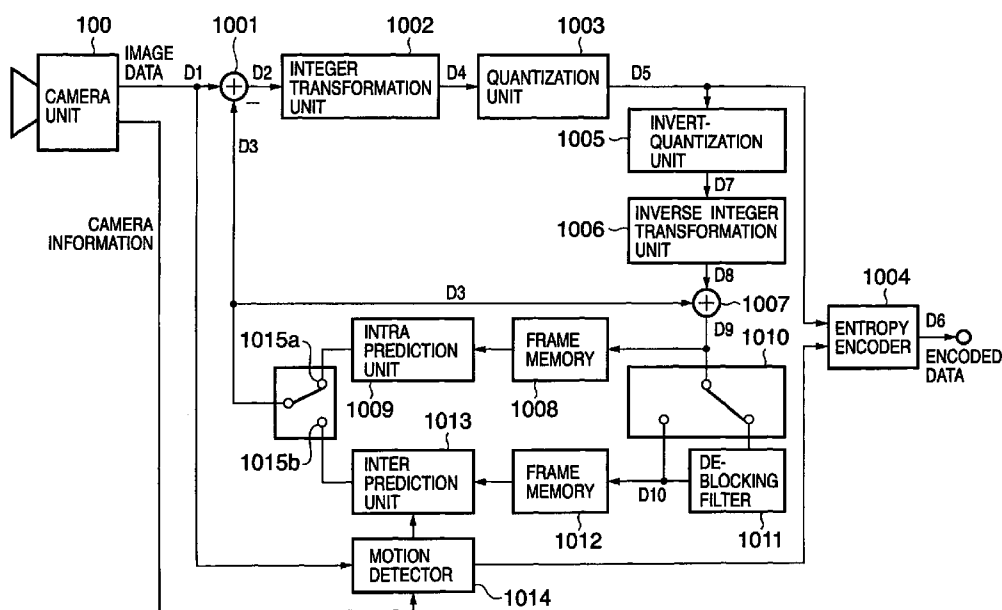 100
1001
1002
1003
IMAGE
DATA
D1
D2
D4
D5
CAMERA
UNIT
INTEGER
TRANSFORMATION
UNIT
QUANTIZATION
UNIT
D3
1005
INVERT-
QUANTIZATION
UNIT
D7
CAMERA
INFORMATION
1006
INVERSE INTEGER
TRANSFORMATION
UNIT
D8
D3
1007
1004
D9
1010
ENTROPY
ENCODER
D6
ENCODED
DATA
1015a
INTRA
PREDICTION
UNIT
FRAME
MEMORY
1009
1008
1013
1015b
INTER
PREDICTION
UNIT
FRAME
MEMORY
D10
DE-
BLOCKING
FILTER
1012
1011
MOTION
DETECTOR
1014